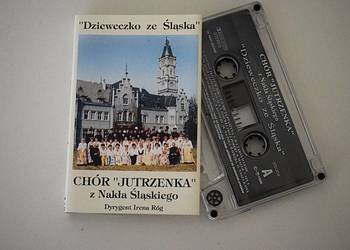 "Dzieweczko ze Śląska"
CHÓR "JUTRZENKA"
z Nakła Śląskiego
Dyrygent Irena Róg
CHÓR "JUTRZENKA"
"Dzieweczko ze Śląska"
A